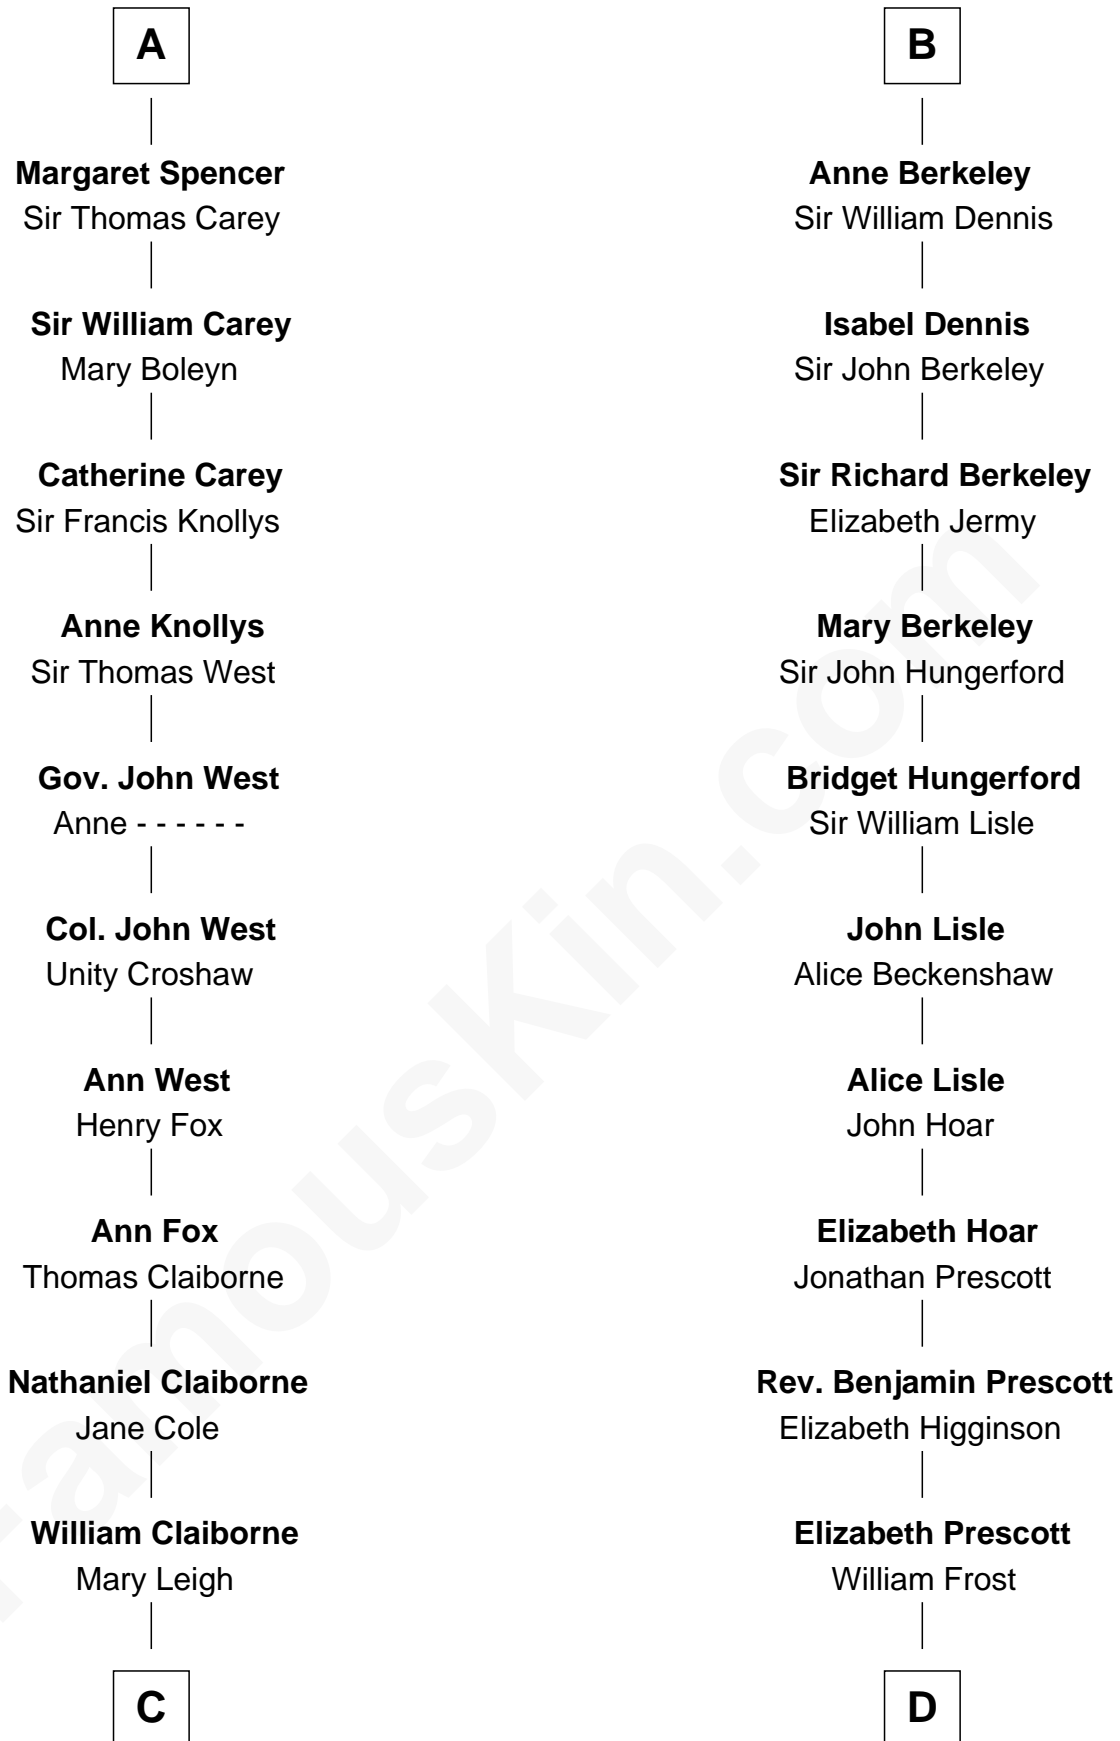 A
Margaret Spencer
Sir Thomas Carey
Sir William Carey
Mary Boleyn
Catherine Carey
Sir Francis Knollys
Anne Knollys
Sir Thomas West
Gov. John West
Anne - - - - - -
Col. John West
Unity Croshaw
Ann West
Henry Fox
Ann Fox
Thomas Claiborne
Nathaniel Claiborne
Jane Cole
William Claiborne
Mary Leigh
C
B
Anne Berkeley
Sir William Dennis
Isabel Dennis
Sir John Berkeley
Sir Richard Berkeley
Elizabeth Jermy
Mary Berkeley
Sir John Hungerford
Bridget Hungerford
Sir William Lisle
John Lisle
Alice Beckenshaw
Alice Lisle
John Hoar
Elizabeth Hoar
Jonathan Prescott
Rev. Benjamin Prescott
Elizabeth Higginson
Elizabeth Prescott
William Frost
D
FamousKin.com